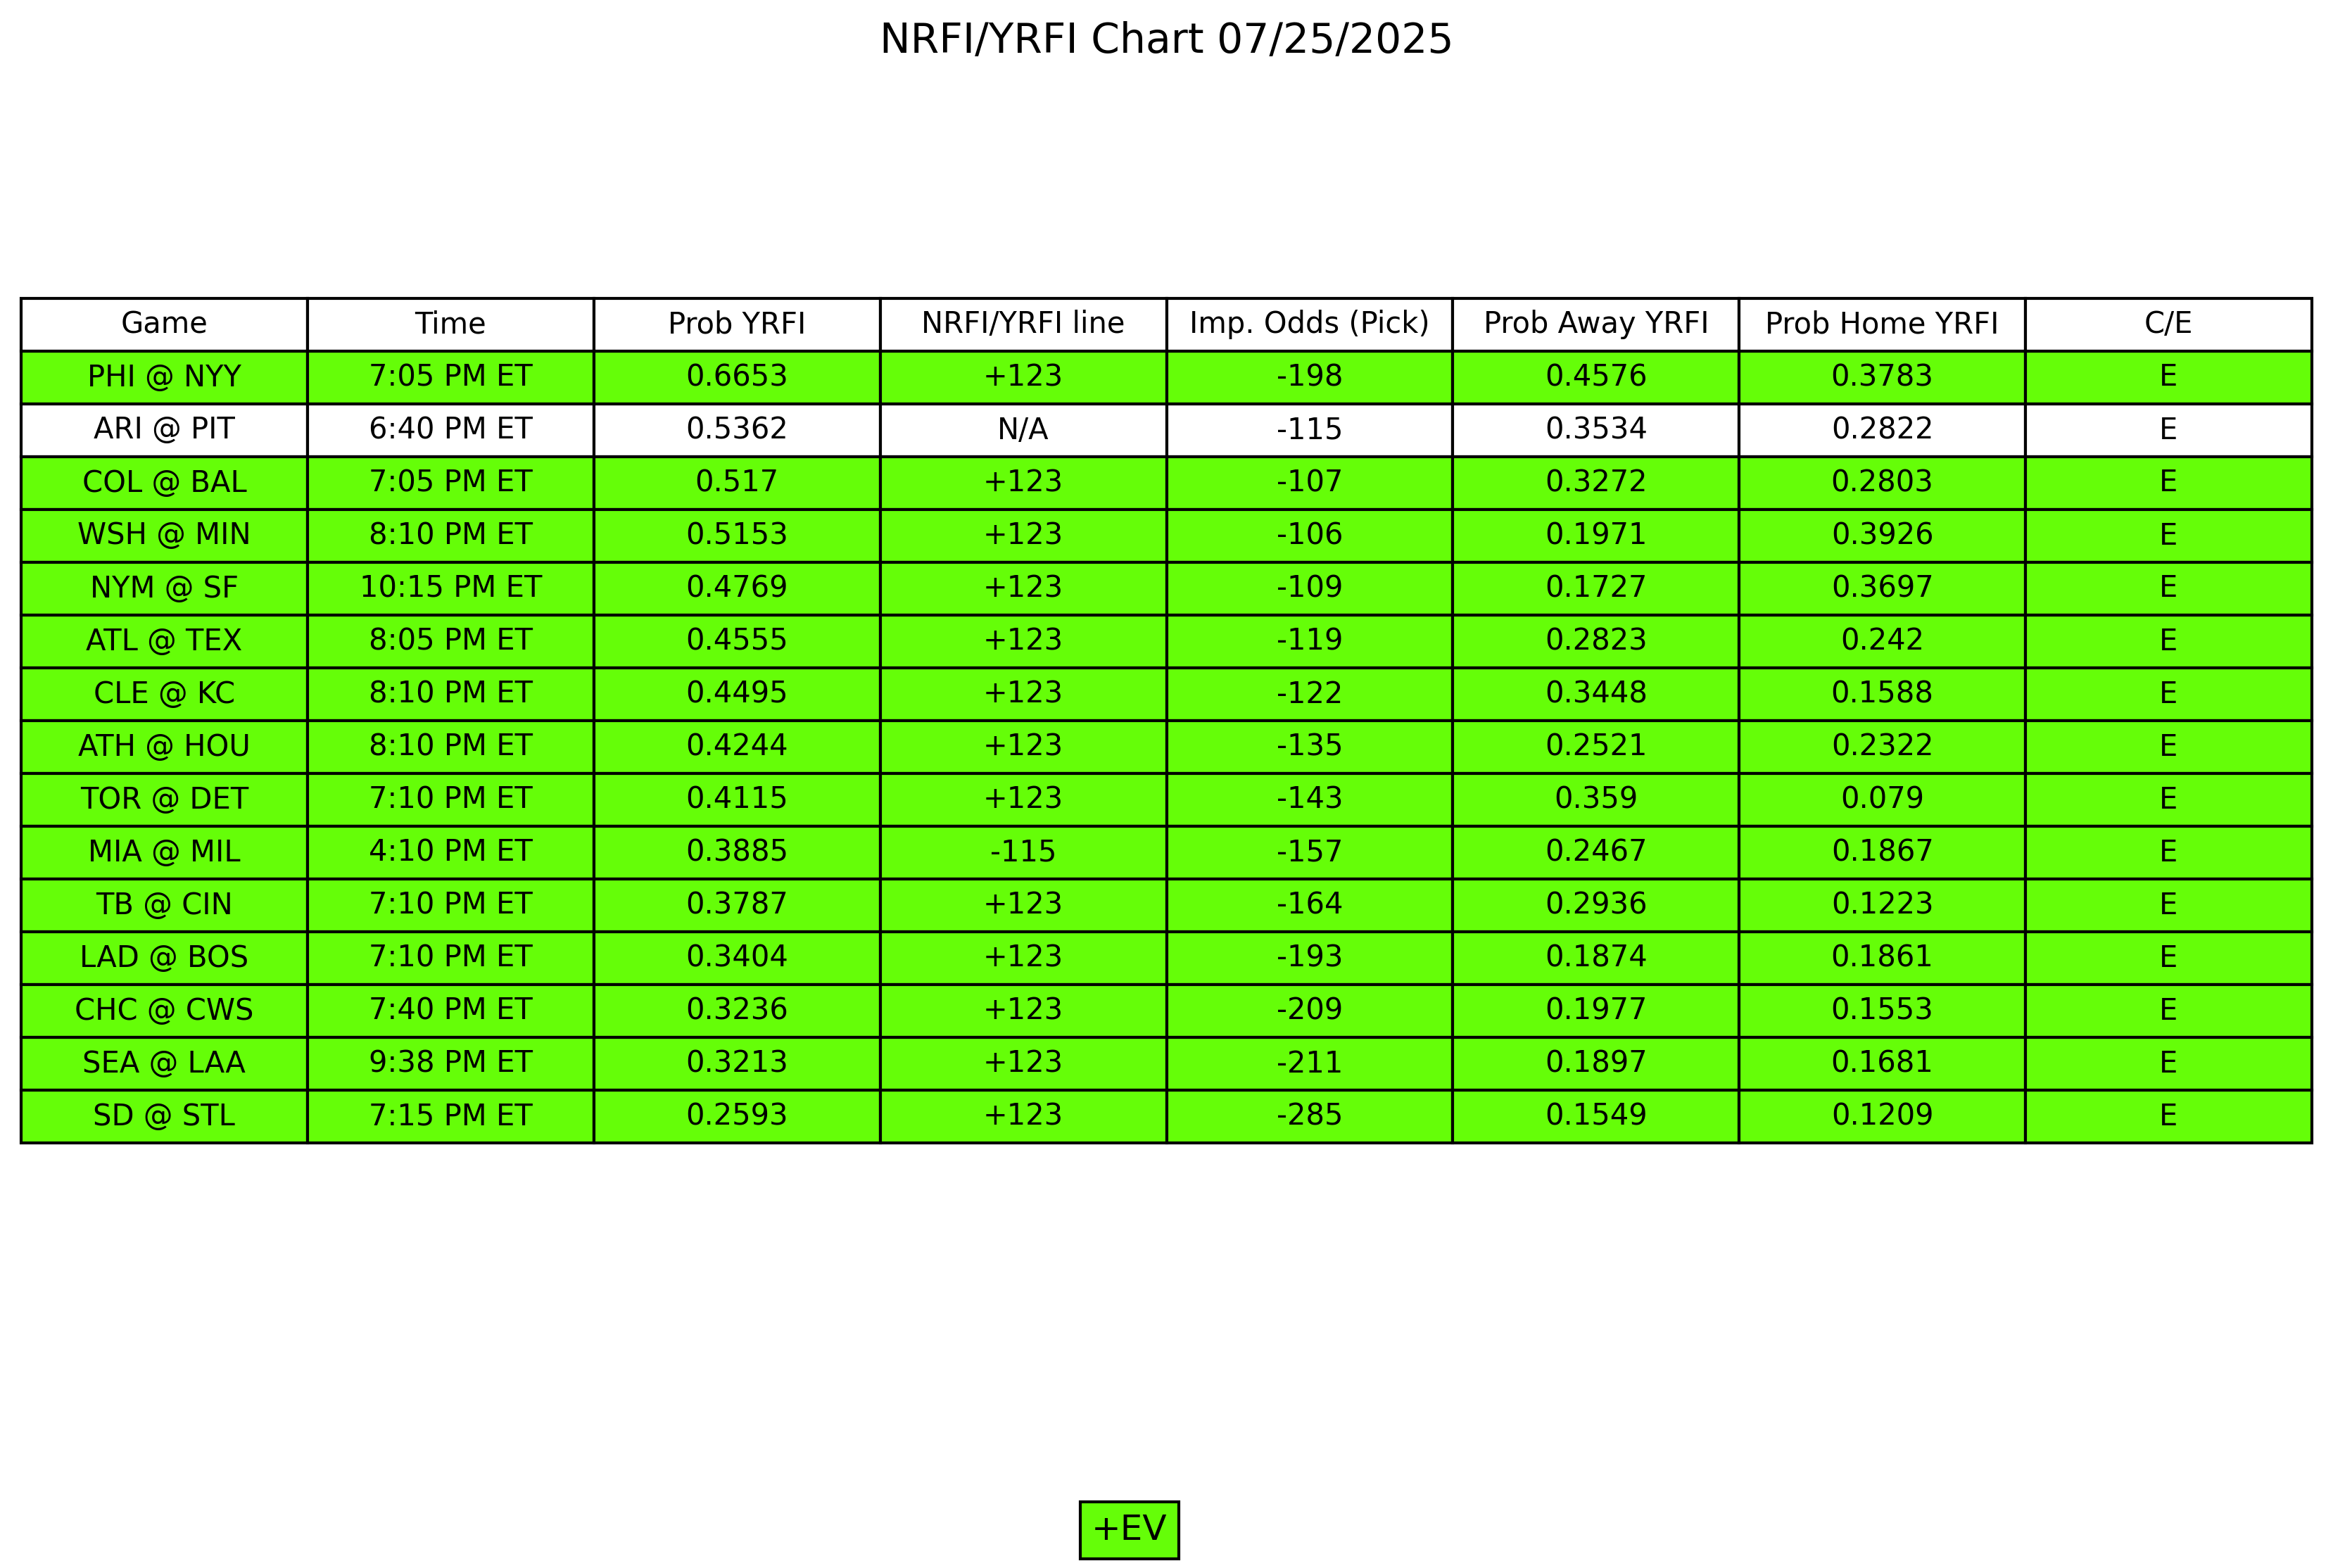 NRFI/YRFI Chart 07/25/2025
Game Time Prob YRFI NRFI/YRFI line Imp. Odds (Pick) Prob Away YRFI Prob Home YRFI C/E
PHI @ NYY 7:05 PM ET 0.6653 +123 -198 0.4576 0.3783 E
ARI @ PIT 6:40 PM ET 0.5362 N/A -115 0.3534 0.2822 E
COL @ BAL 7:05 PM ET 0.517 +123 -107 0.3272 0.2803 E
WSH @ MIN 8:10 PM ET 0.5153 +123 -106 0.1971 0.3926 E
NYM @ SF 10:15 PM ET 0.4769 +123 -109 0.1727 0.3697 E
ATL @ TEX 8:05 PM ET 0.4555 +123 -119 0.2823 0.242 E
CLE @ KC 8:10 PM ET 0.4495 +123 -122 0.3448 0.1588 E
ATH @ HOU 8:10 PM ET 0.4244 +123 -135 0.2521 0.2322 E
TOR @ DET 7:10 PM ET 0.4115 +123 -143 0.359 0.079 E
MIA @ MIL 4:10 PM ET 0.3885 -115 -157 0.2467 0.1867 E
TB @ CIN 7:10 PM ET 0.3787 +123 -164 0.2936 0.1223 E
LAD @ BOS 7:10 PM ET 0.3404 +123 -193 0.1874 0.1861 E
CHC @ CWS 7:40 PM ET 0.3236 +123 -209 0.1977 0.1553 E
SEA @ LAA 9:38 PM ET 0.3213 +123 -211 0.1897 0.1681 E
SD @ STL 7:15 PM ET 0.2593 +123 -285 0.1549 0.1209 E
+EV